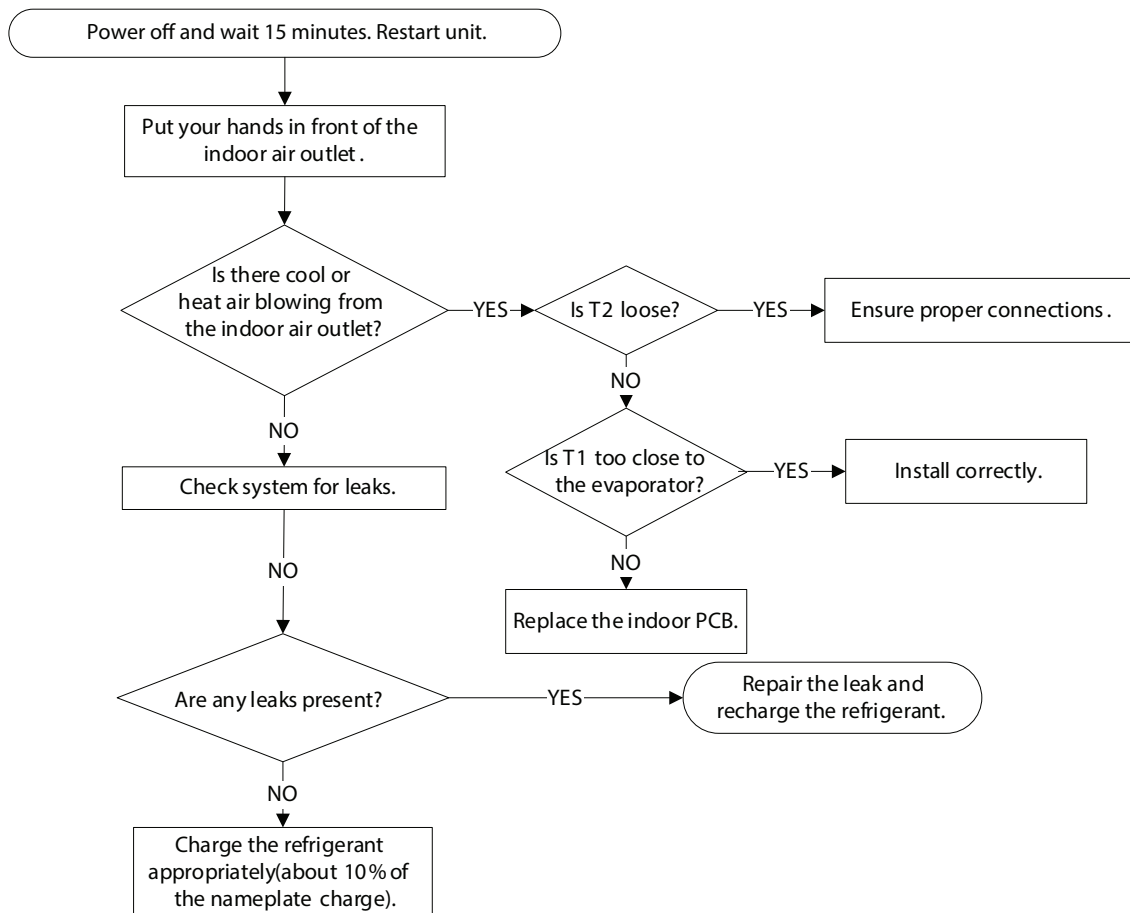 Power off and wait 15 minutes. Restart unit.
Put your hands in front of the
indoor air outlet .
Is there cool or
heat air blowing from
the indoor air outlet?
YES
Is T2 loose?
YES
Ensure proper connections .
NO
NO
Is T1 too close to
the evaporator?
YES
Install correctly.
Check system for leaks.
NO
NO
Replace the indoor PCB.
Are any leaks present?
YES
Repair the leak and
recharge the refrigerant.
NO
Charge the refrigerant
appropriately(about 10% of
the nameplate charge).